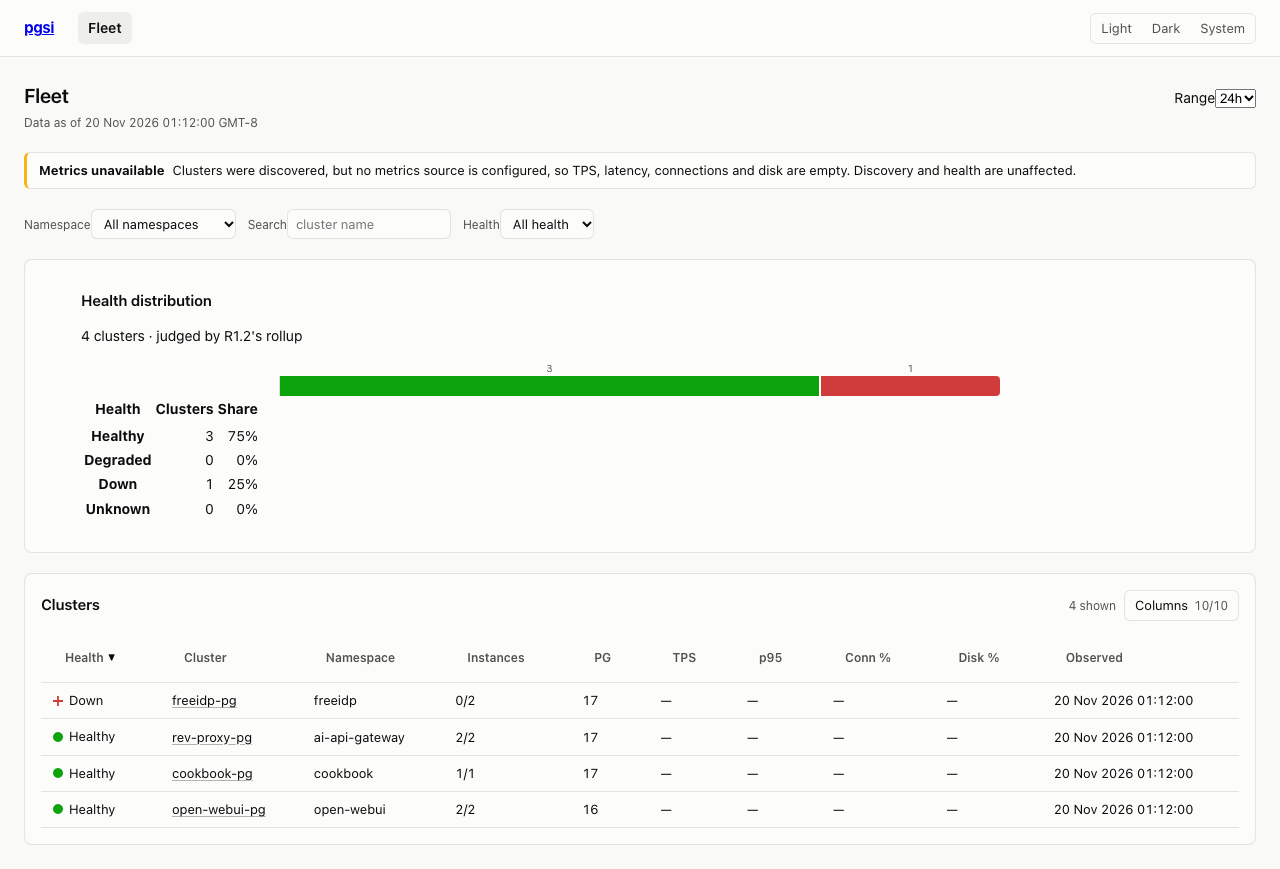 pgsi Fleet Light Dark System
Fleet
Range 24h
Data as of 20 Nov 2026 01:12:00 GMT-8
Metrics unavailable Clusters were discovered, but no metrics source is configured, so TPS, latency, connections and disk are empty. Discovery and health are unaffected.
Namespace All namespaces Search cluster name Health All health
Health distribution
4 clusters · judged by R1.2's rollup
3 1
Health Clusters Share
Healthy 3 75%
Degraded 0 0%
Down 1 25%
Unknown 0 0%
Clusters 4 shown Columns 10/10
Health ▼ Cluster Namespace Instances PG TPS p95 Conn % Disk % Observed
Down freeidp-pg freeidp 0/2 17 — — — — 20 Nov 2026 01:12:00
Healthy rev-proxy-pg ai-api-gateway 2/2 17 — — — — 20 Nov 2026 01:12:00
Healthy cookbook-pg cookbook 1/1 17 — — — — 20 Nov 2026 01:12:00
Healthy open-webui-pg open-webui 2/2 16 — — — — 20 Nov 2026 01:12:00